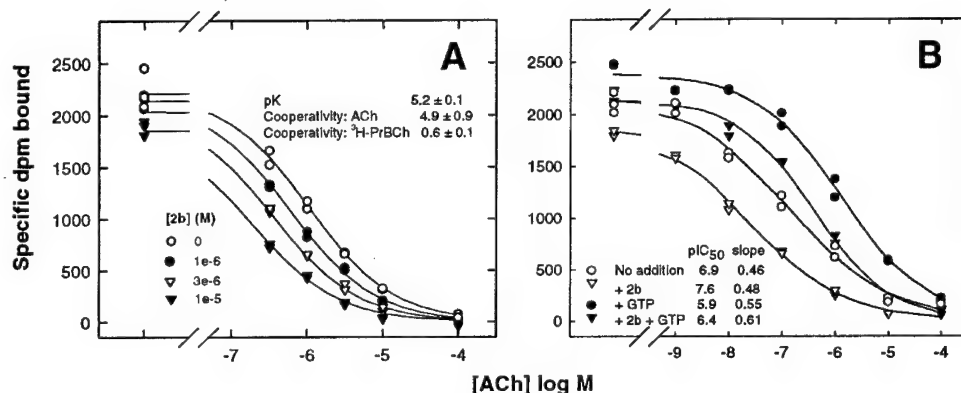 A
B
Specific dpm bound
2500
2000
1500
1000
500
0
pK 5.2 ± 0.1
Cooperativity: ACh 4.9 ± 0.9
Cooperativity: ³H-PrBCh 0.6 ± 0.1
[2b] (M)
0
1e-6
3e-6
1e-5
-7 -6 -5 -4
2500
2000
1500
1000
500
0
pIC50 slope
No addition 6.9 0.46
+ 2b 7.6 0.48
+ GTP 5.9 0.55
+ 2b + GTP 6.4 0.61
-9 -8 -7 -6 -5 -4
[ACh] log M